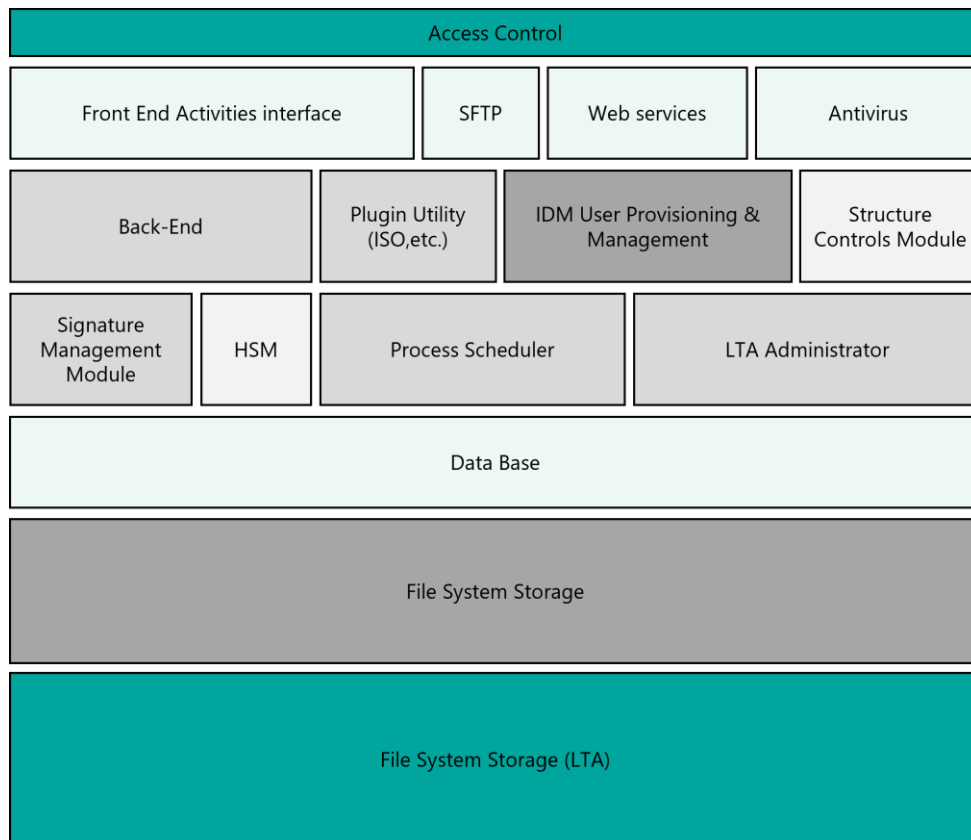 Access Control
Front End Activities interface
SFTP
Web services
Antivirus
Back-End
Plugin Utility
(ISO,etc.)
IDM User Provisioning &
Management
Structure
Controls Module
Signature
Management
Module
HSM
Process Scheduler
LTA Administrator
Data Base
File System Storage
File System Storage (LTA)